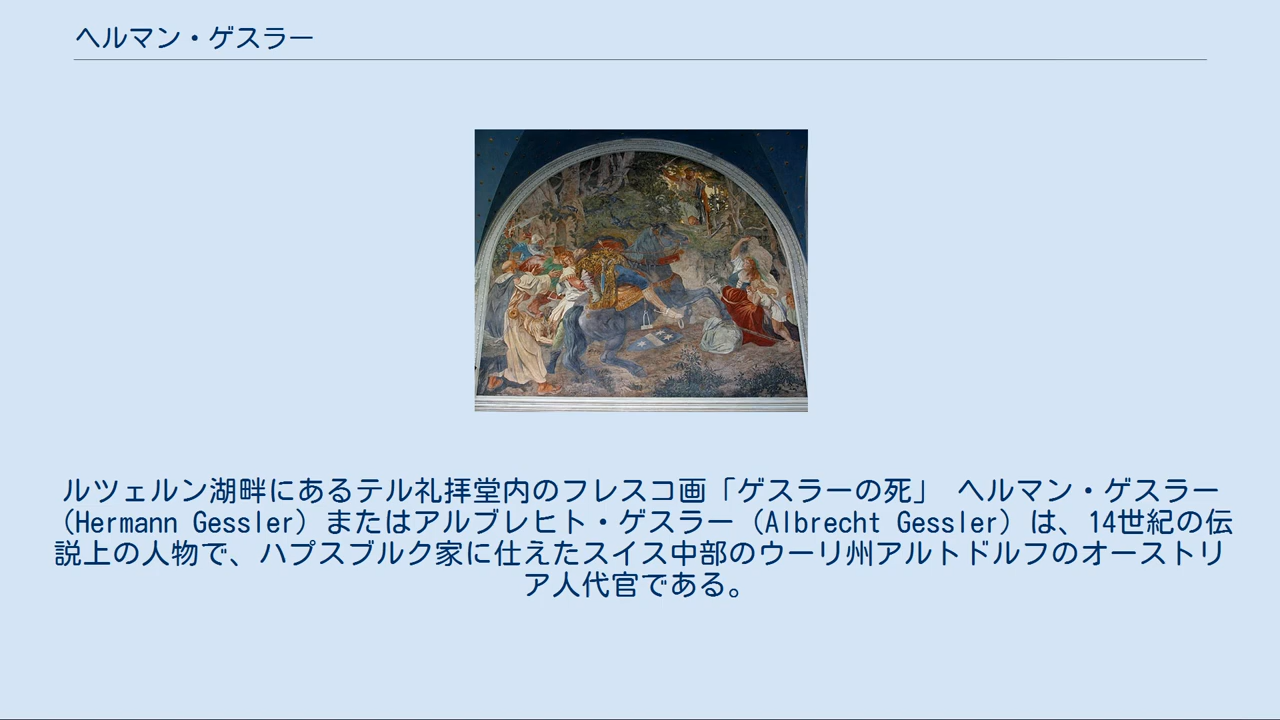 ヘルマン・ゲスラー
ルツェルン湖畔にあるテル礼拝堂内のフレスコ画「ゲスラーの死」 ヘルマン・ゲスラー
（Hermann Gessler）またはアルブレヒト・ゲスラー（Albrecht Gessler）は、14世紀の伝
説上の人物で、ハプスブルク家に仕えたスイス中部のウーリ州アルトドルフのオーストリ
ア人代官である。